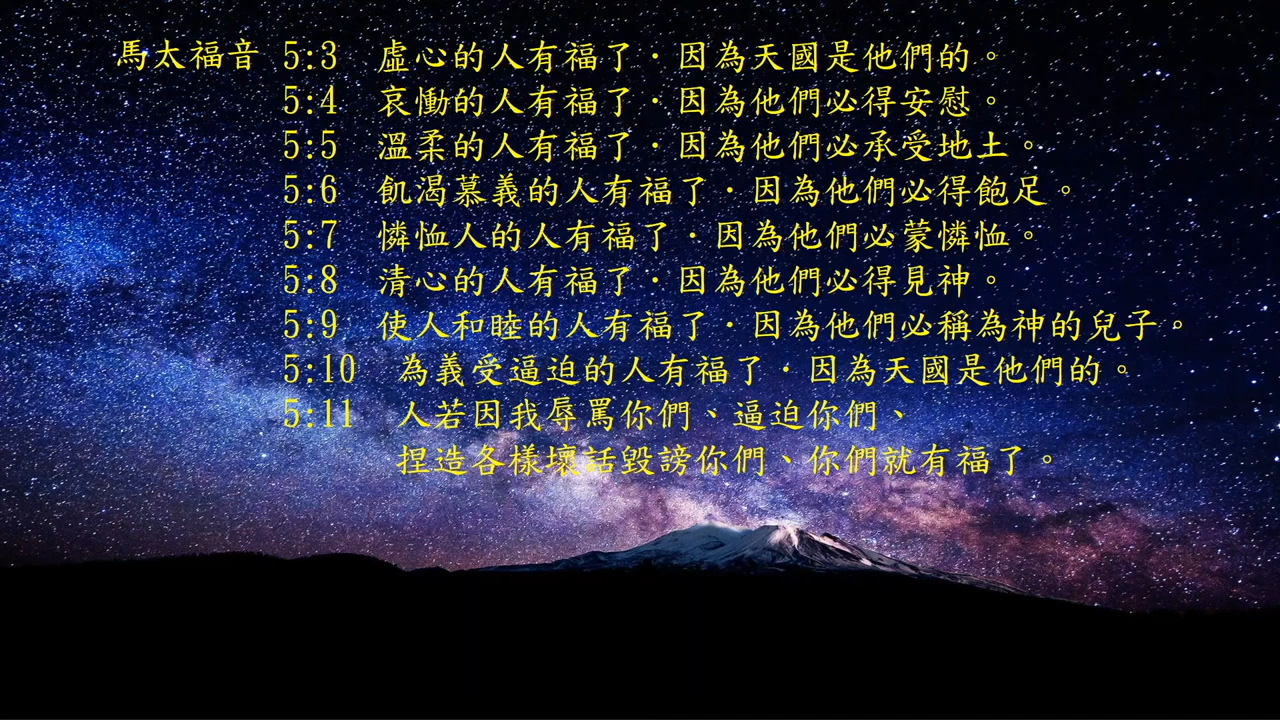 馬太福音 5:3 虛心的人有福了．因為天國是他們的。
5:4 哀慟的人有福了．因為他們必得安慰。
5:5 溫柔的人有福了．因為他們必承受地土。
5:6 飢渴慕義的人有福了．因為他們必得飽足。
5:7 憐恤人的人有福了．因為他們必蒙憐恤。
5:8 清心的人有福了．因為他們必得見神。
5:9 使人和睦的人有福了．因為他們必稱為神的兒子。
5:10 為義受逼迫的人有福了．因為天國是他們的。
5:11 人若因我辱罵你們、逼迫你們、
捏造各樣壞話毀謗你們、你們就有福了。